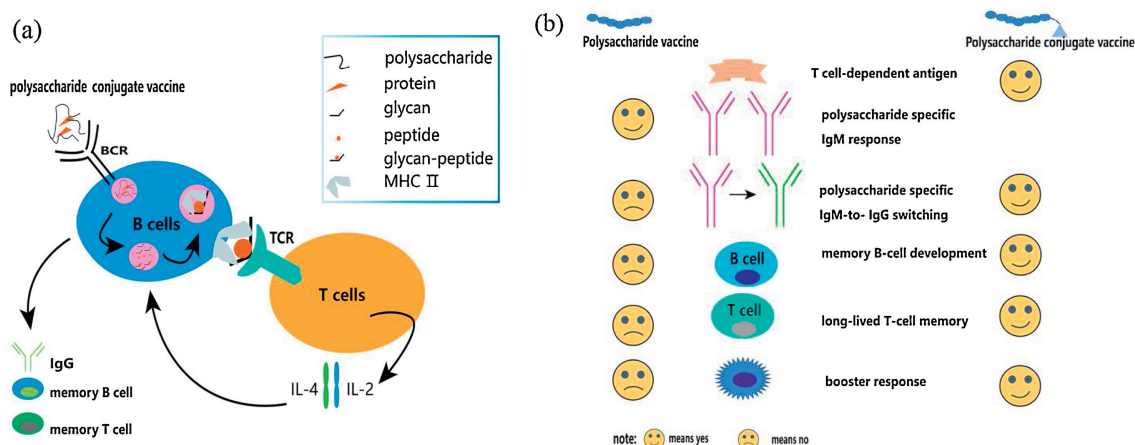 (a)
polysaccharide conjugate vaccine
BCR
B cells
TCR
T cells
IL-4
IL-2
IgG
memory B cell
memory T cell
polysaccharide
protein
glycan
peptide
glycan-peptide
MHC II
(b)
Polysaccharide vaccine
Polysaccharide conjugate vaccine
T cell-dependent antigen
polysaccharide specific
IgM response
polysaccharide specific
IgM-to- IgG switching
B cell
memory B-cell development
T cell
long-lived T-cell memory
booster response
note: means yes means no